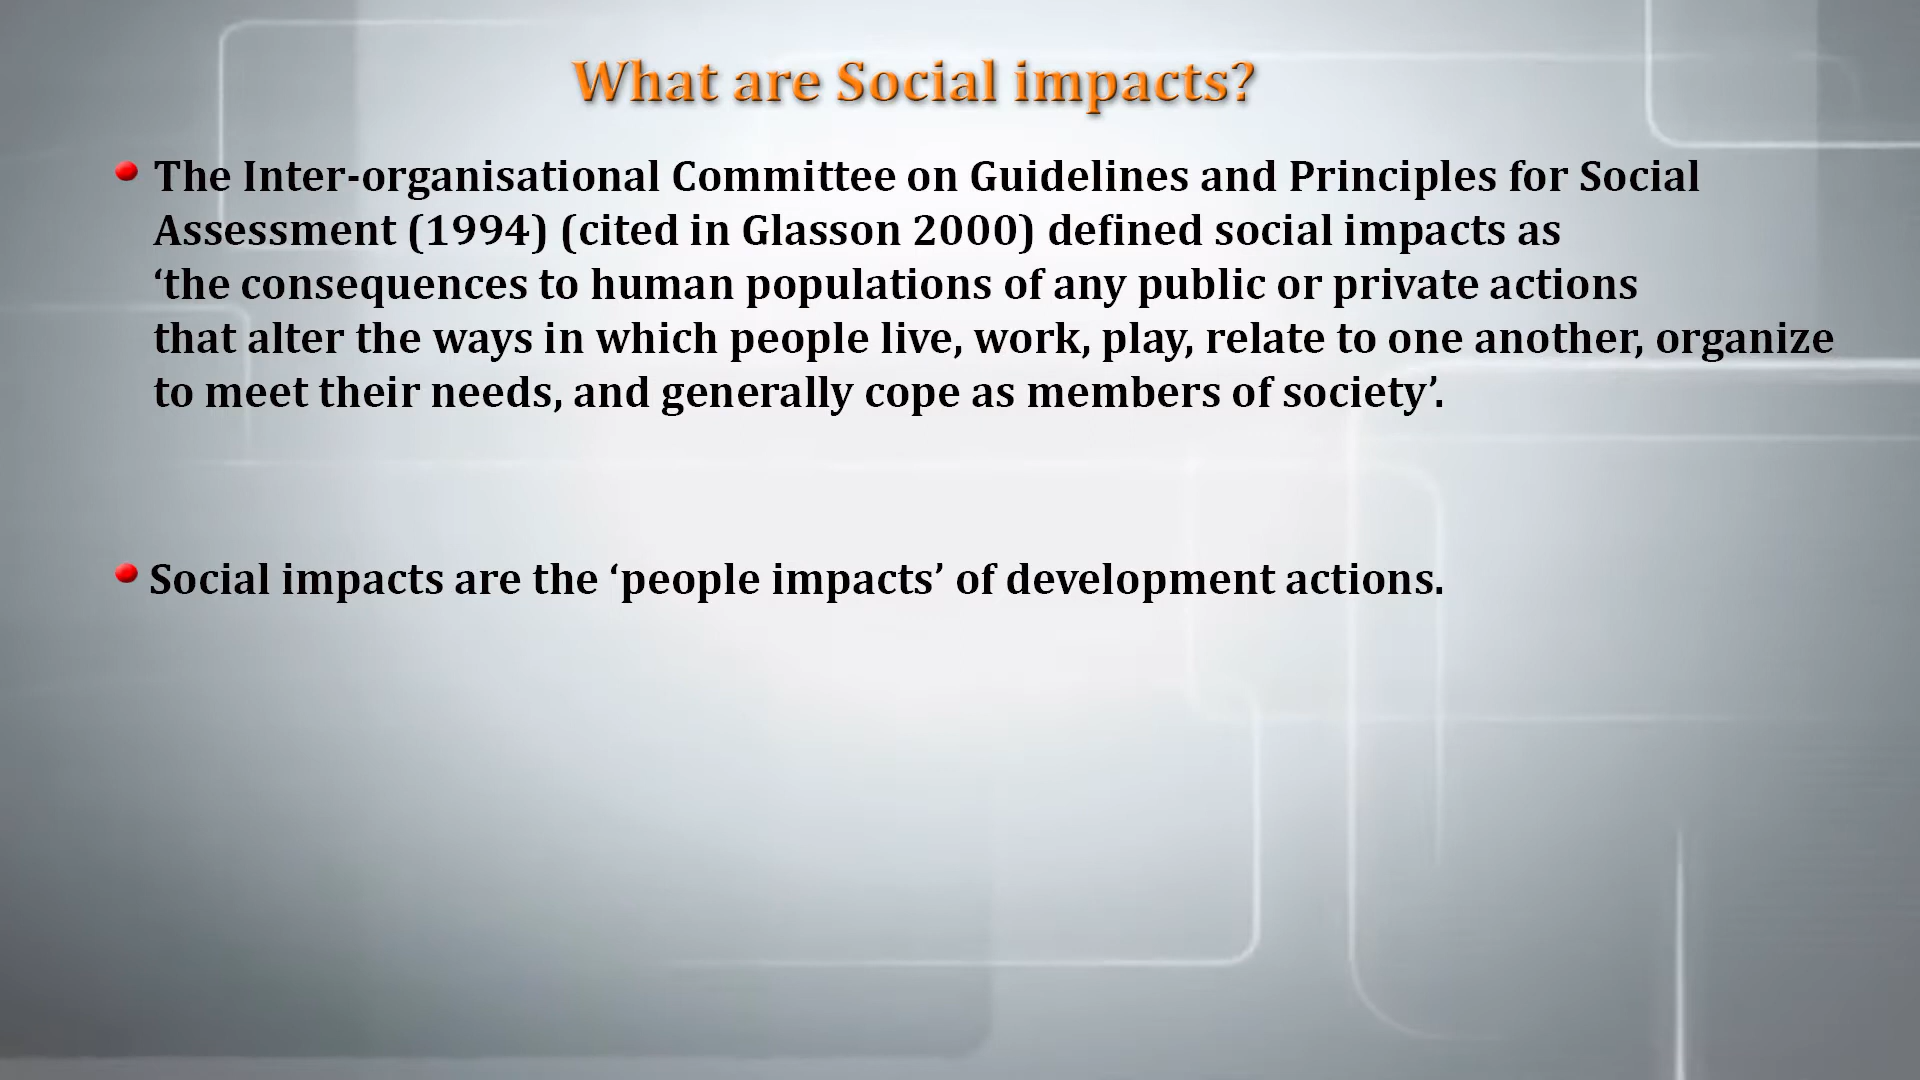 What are Social impacts?
The Inter-organisational Committee on Guidelines and Principles for Social
Assessment (1994) (cited in Glasson 2000) defined social impacts as
‘the consequences to human populations of any public or private actions
that alter the ways in which people live, work, play, relate to one another, organize
to meet their needs, and generally cope as members of society’.
Social impacts are the ‘people impacts’ of development actions.